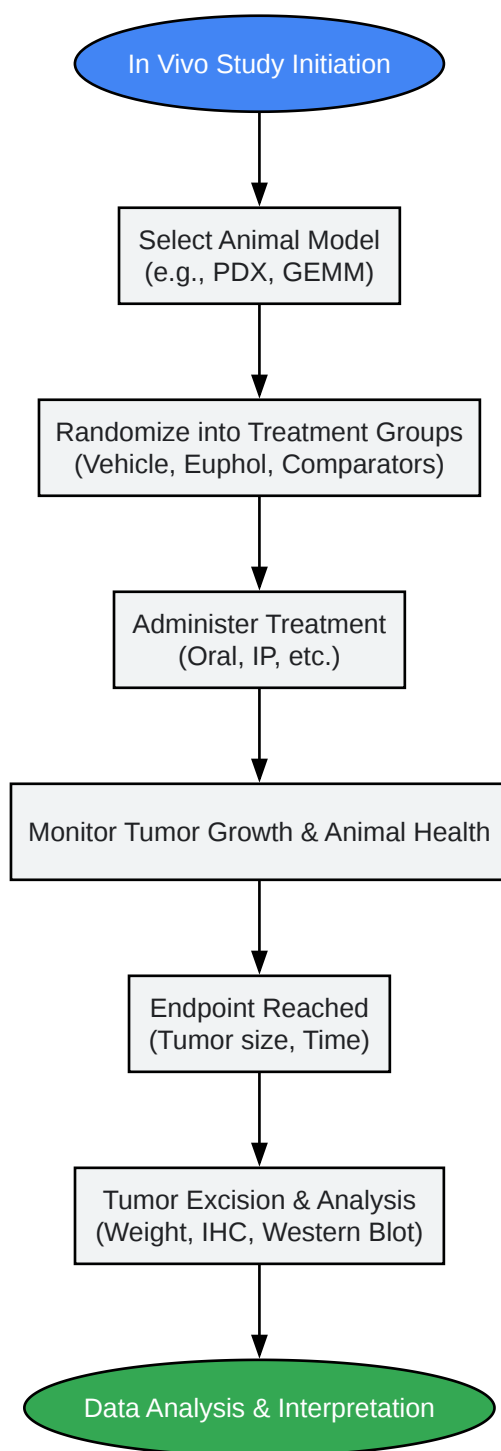 In Vivo Study Initiation
Select Animal Model
(e.g., PDX, GEMM)
Randomize into Treatment Groups
(Vehicle, Euphol, Comparators)
Administer Treatment
(Oral, IP, etc.)
Monitor Tumor Growth & Animal Health
Endpoint Reached
(Tumor size, Time)
Tumor Excision & Analysis
(Weight, IHC, Western Blot)
Data Analysis & Interpretation